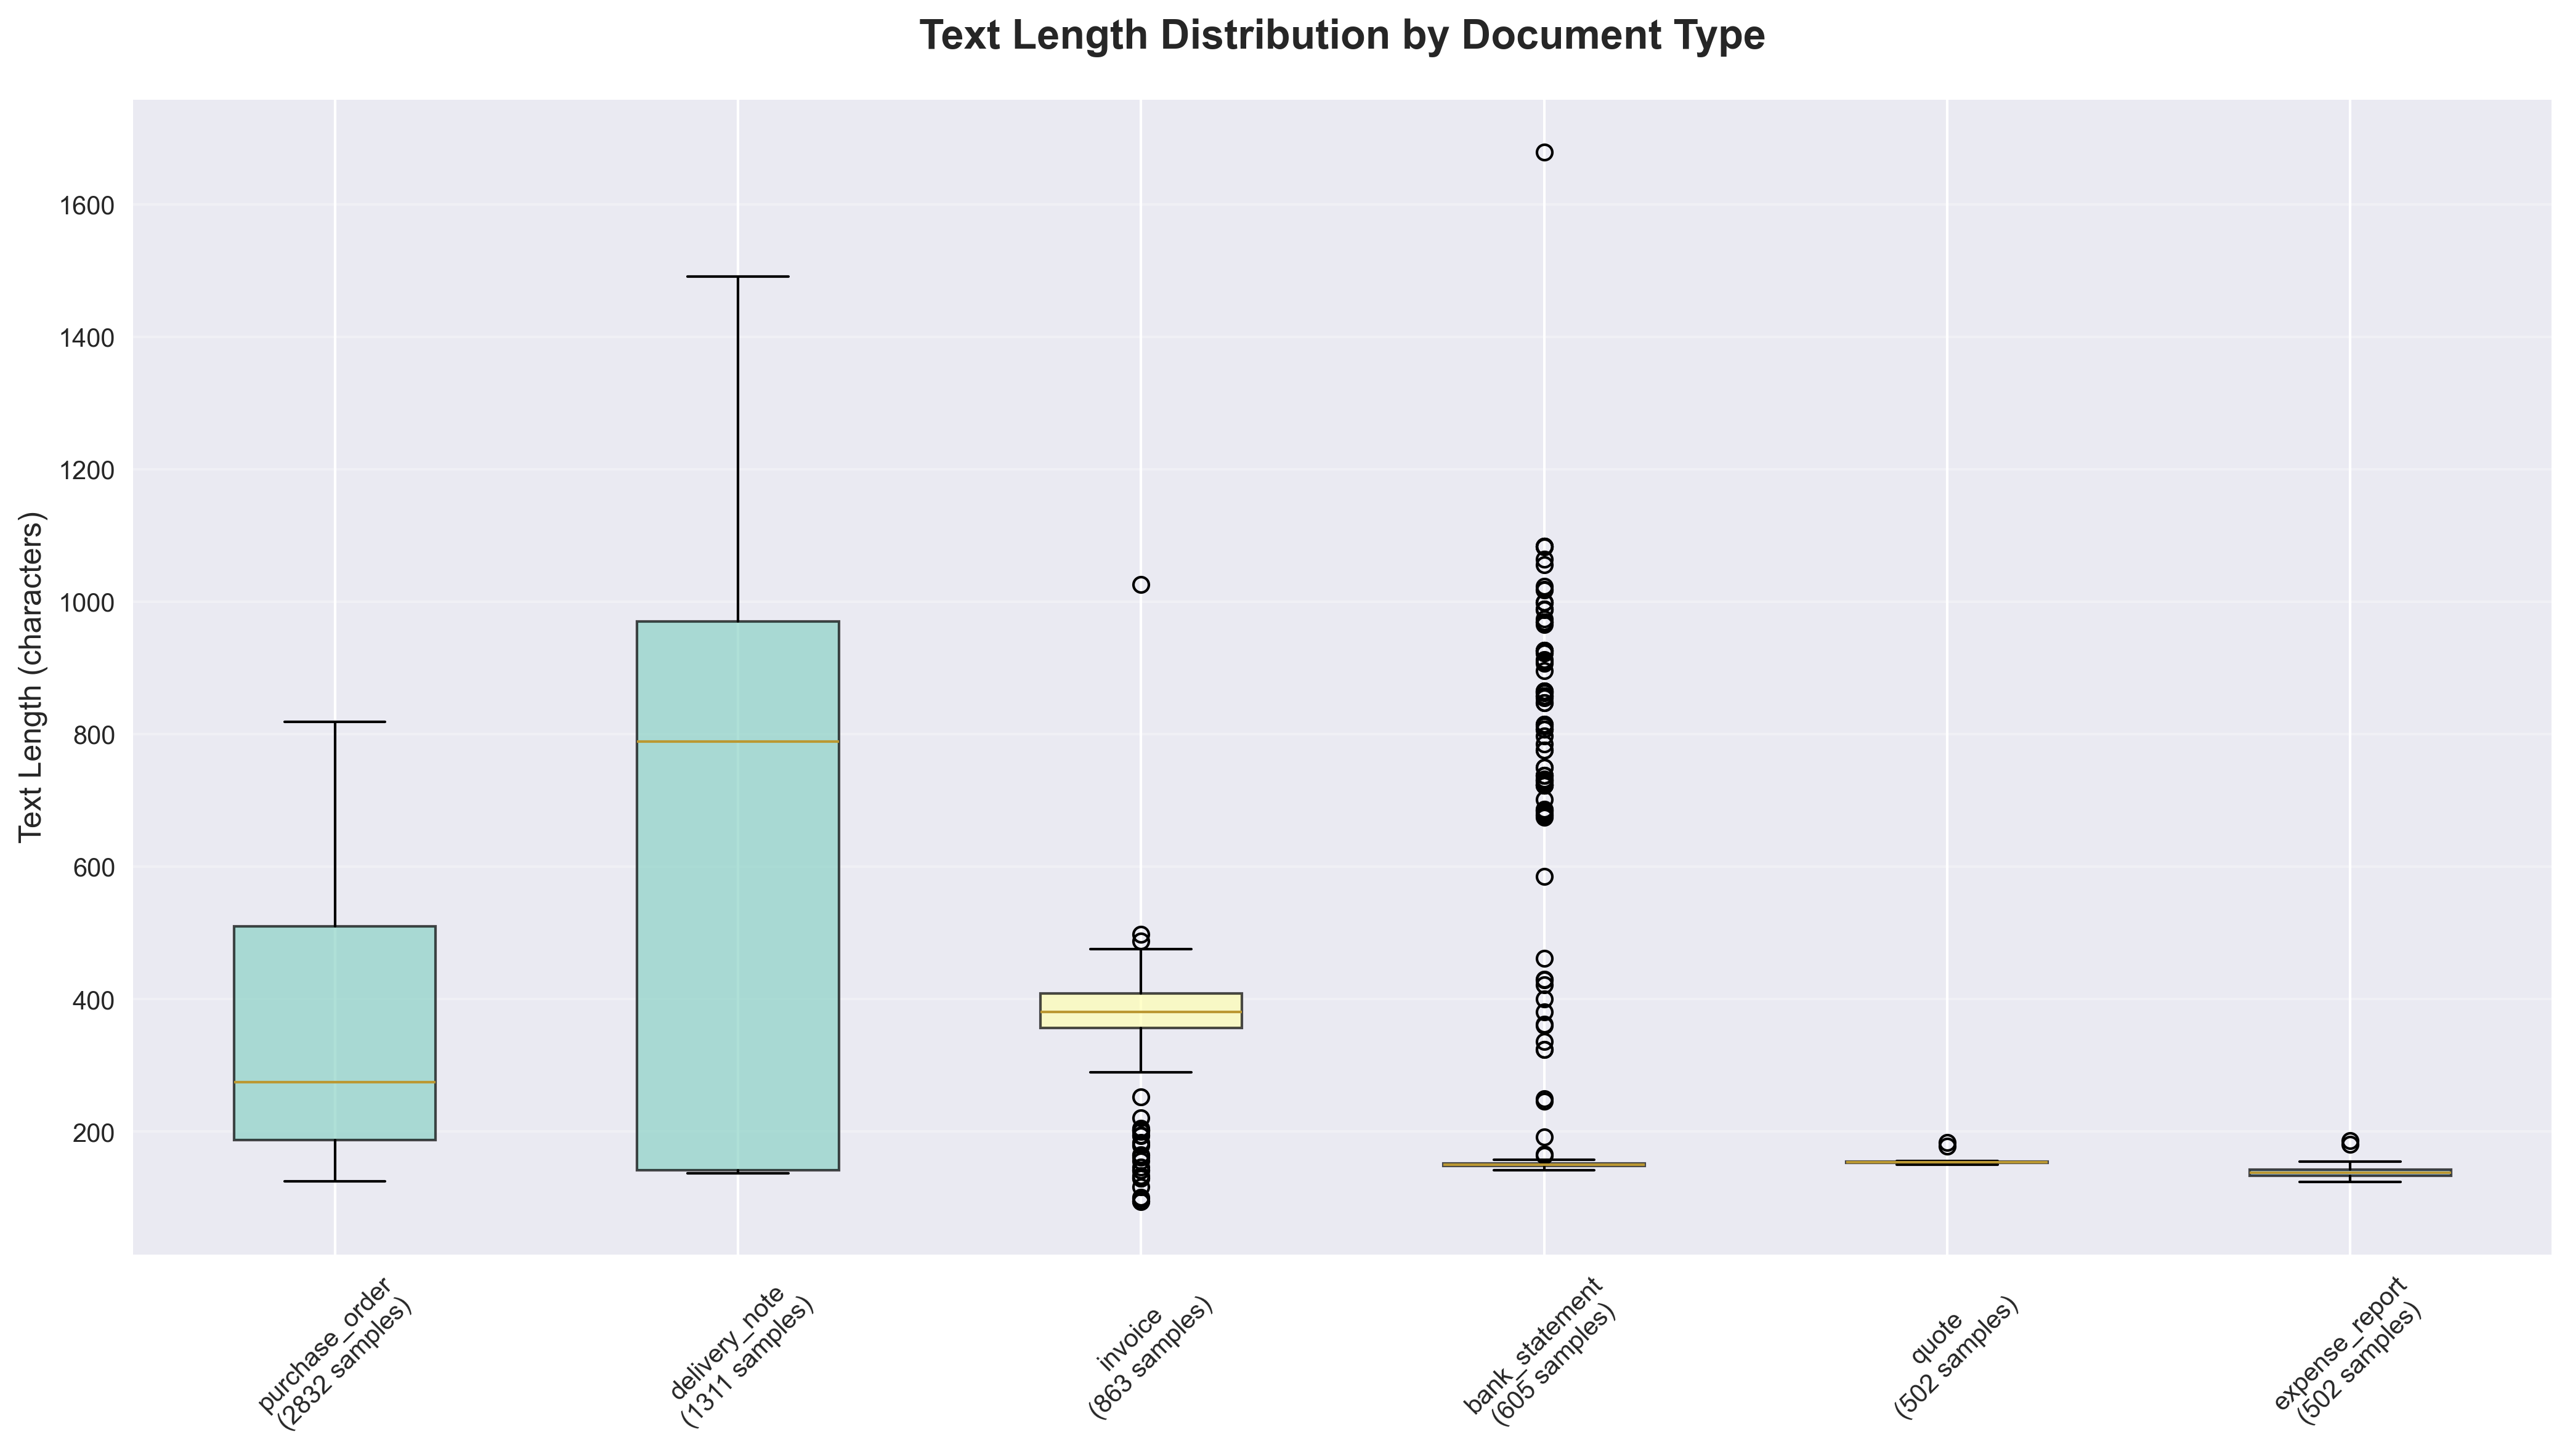 Text Length Distribution by Document Type
Text Length (characters)
1600
1400
1200
1000
800
600
400
200
purchase_order
(2832 samples)
delivery_note
(1311 samples)
invoice
(863 samples)
bank_statement
(605 samples)
quote
(502 samples)
expense_report
(502 samples)